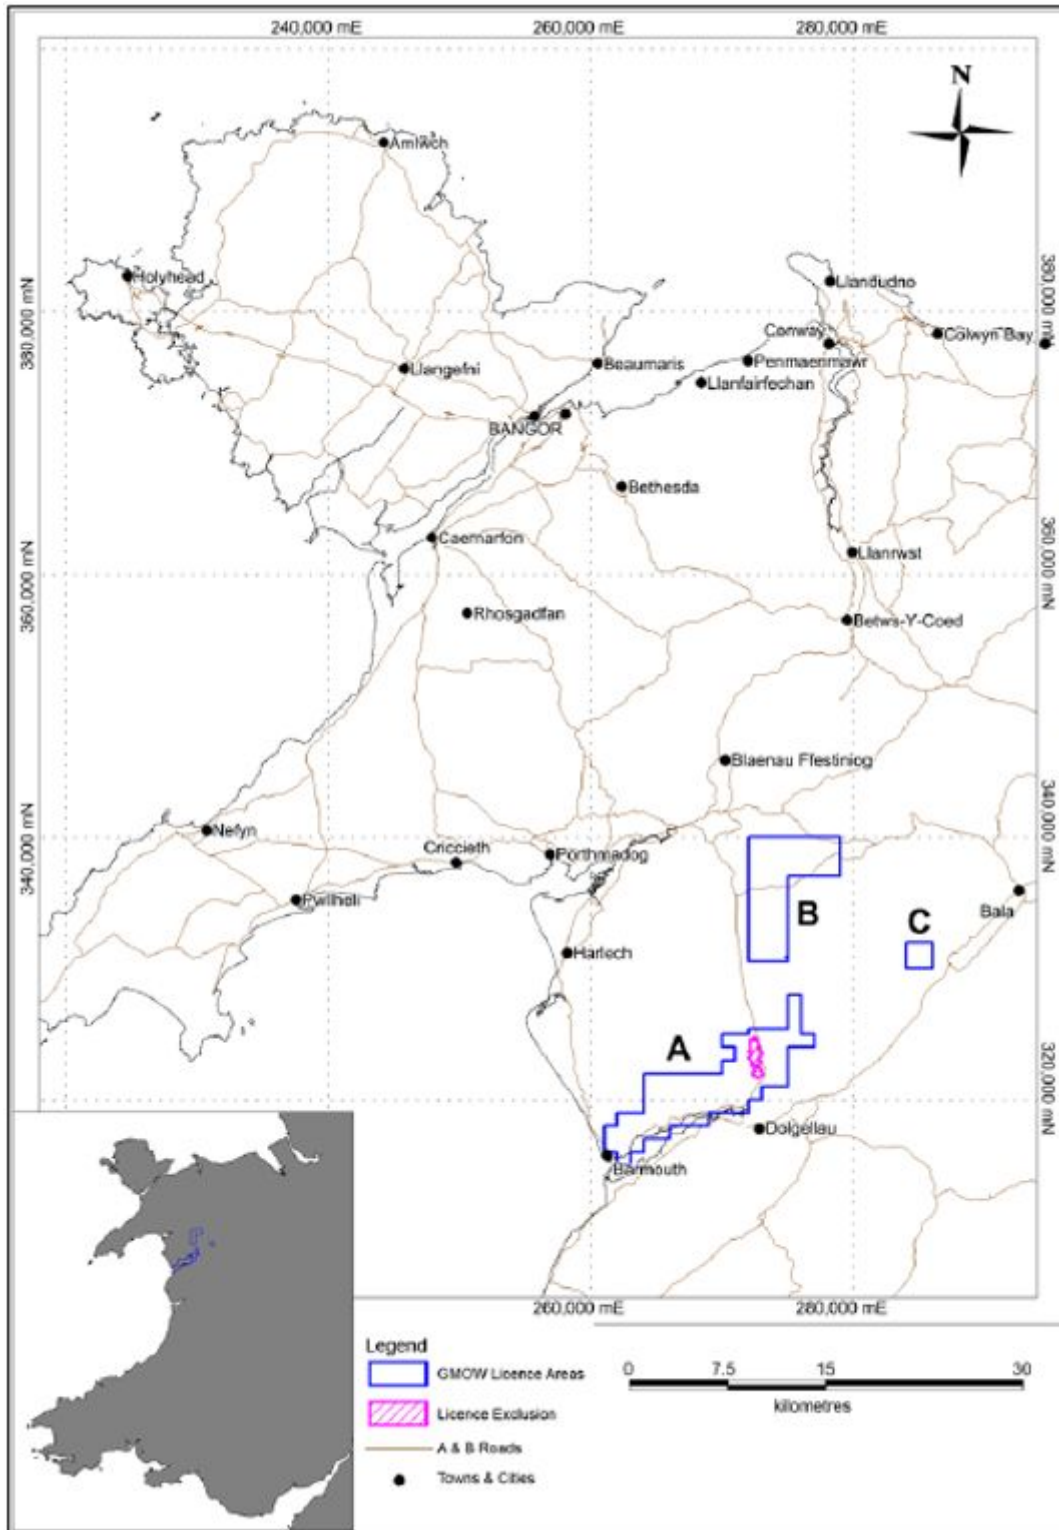 240,000 mE
260,000 mE
280,000 mE
N
Amlwch
Holyhead
380,000 mN
380,000 mN
Llandudno
Conway
Colwyn Bay
Beaumaris
Penmaenmawr
Llangefni
Llanfairfechan
BANGOR
Bethesda
Caernarfon
Llanrwst
360,000 mN
360,000 mN
Rhosgadfan
Betws-Y-Coed
Blaenau Ffestiniog
340,000 mN
340,000 mN
Nefyn
Criccieth
Porthmadog
Pwllheli
B
Bala
C
Harlech
A
320,000 mN
Dolgellau
Barmouth
260,000 mE
280,000 mE
Legend
GMOW Licence Areas
Licence Exclusion
A & B Roads
Towns & Cities
0
7.5
15
30
kilometres